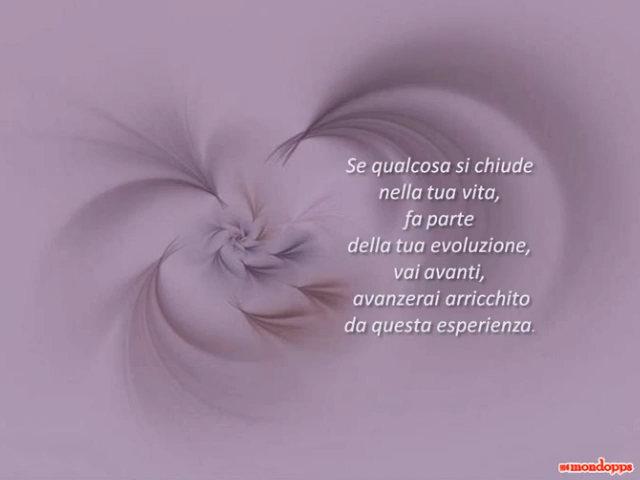 Se qualcosa si chiude
nella tua vita,
fa parte
della tua evoluzione,
vai avanti,
avanzerai arricchito
da questa esperienza.
mondopps